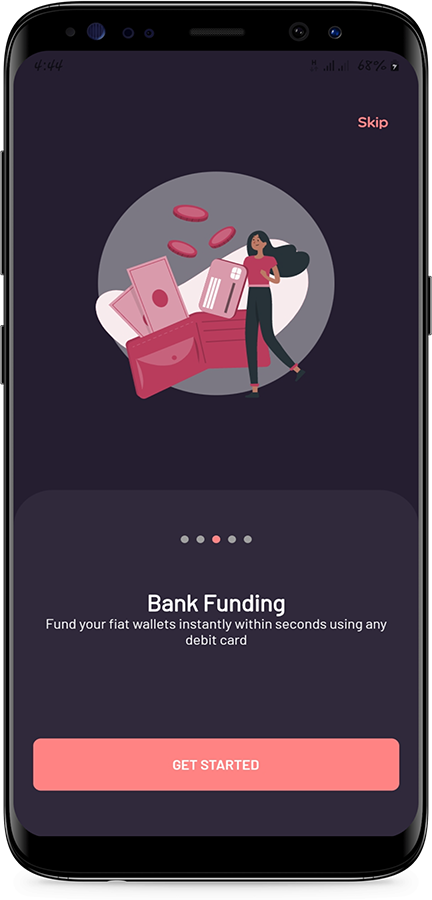 4:44
68%
Skip
Bank Funding
Fund your fiat wallets instantly within seconds using any
debit card
GET STARTED